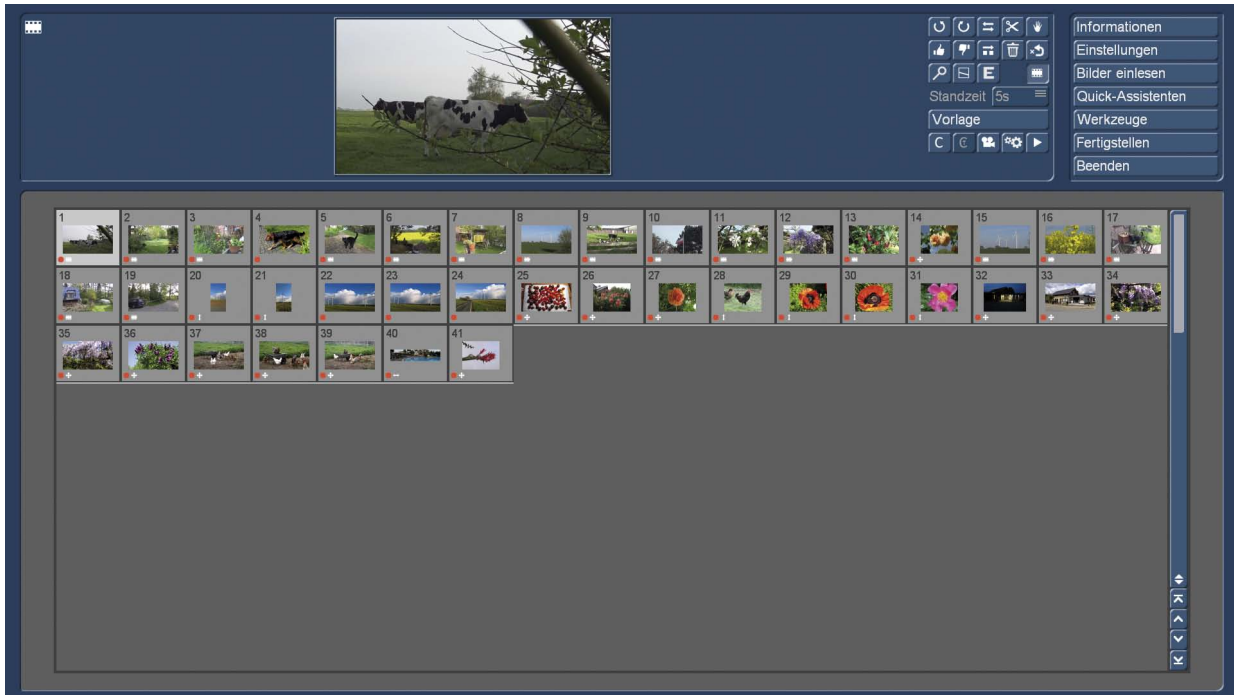 Informationen
Einstellungen
E
Bilder einlesen
Standzeit 5s
Quick-Assistenten
Vorlage
Werkzeuge
C C
Fertigstellen
Beenden
1 2 3 4 5 6 7 8 9 10 11 12 13 14 15 16 17
18 19 20 21 22 23 24 25 26 27 28 29 30 31 32 33 34
35 36 37 38 39 40 41